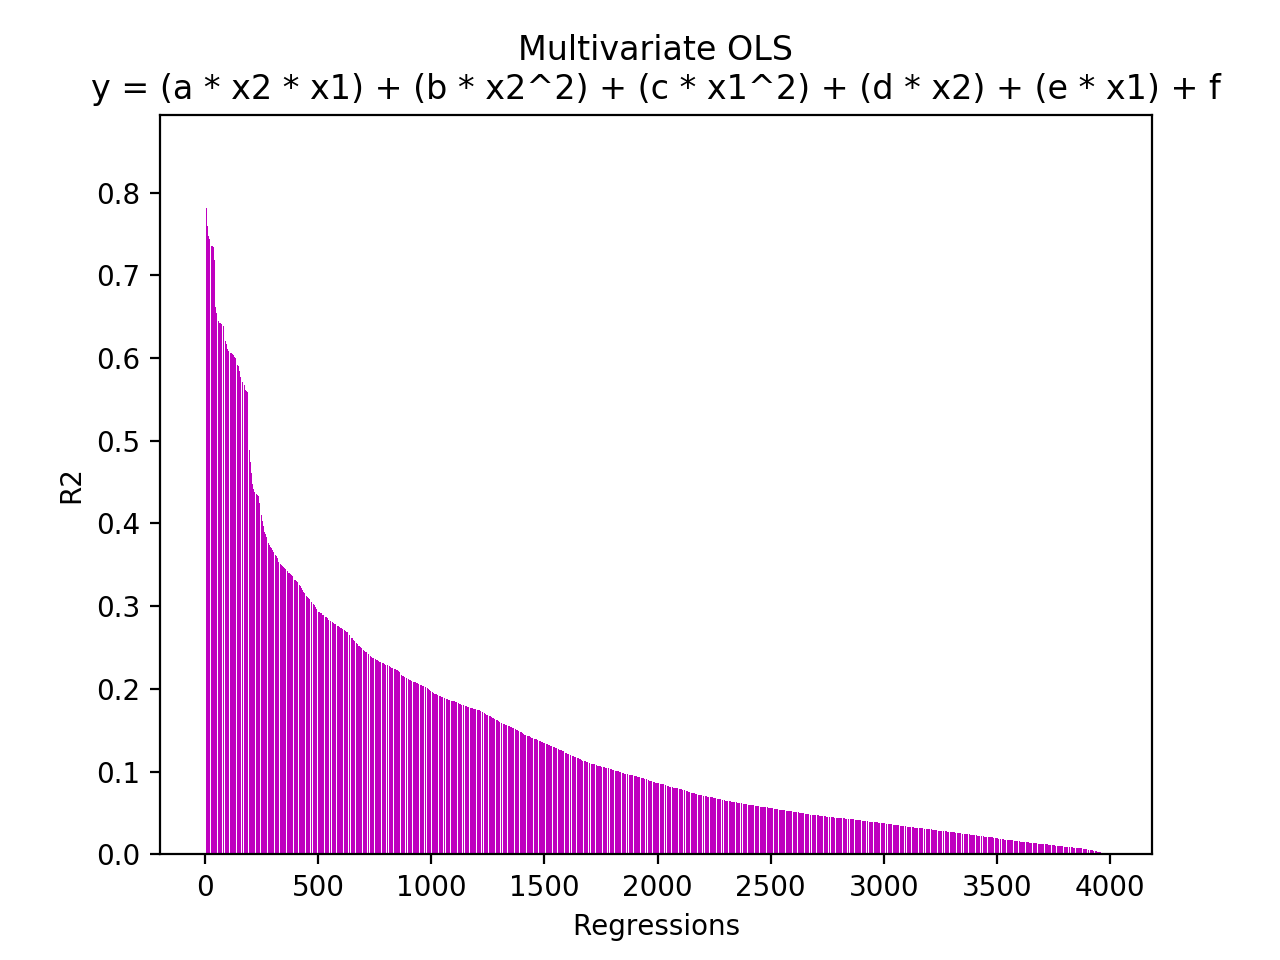 Multivariate OLS
y = (a * x2 * x1) + (b * x2^2) + (c * x1^2) + (d * x2) + (e * x1) + f
0.8
0.7
0.6
0.5
0.4
0.3
0.2
0.1
0.0
R2
0 500 1000 1500 2000 2500 3000 3500 4000
Regressions